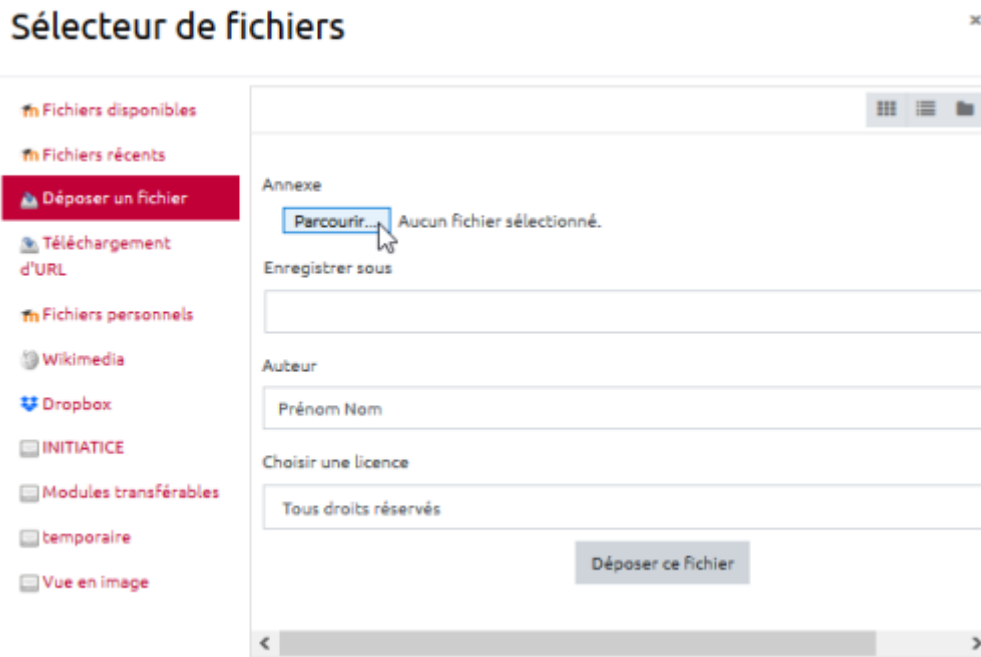 Sélecteur de fichiers
Fichiers disponibles
Fichiers récents
Déposer un fichier
Téléchargement
d'URL
Fichiers personnels
Wikimedia
Dropbox
INITIATICE
Modules transférables
temporaire
Vue en image
Annexe
Parcourir... Aucun fichier sélectionné.
Enregistrer sous
Auteur
Prénom Nom
Choisir une licence
Tous droits réservés
Déposer ce fichier